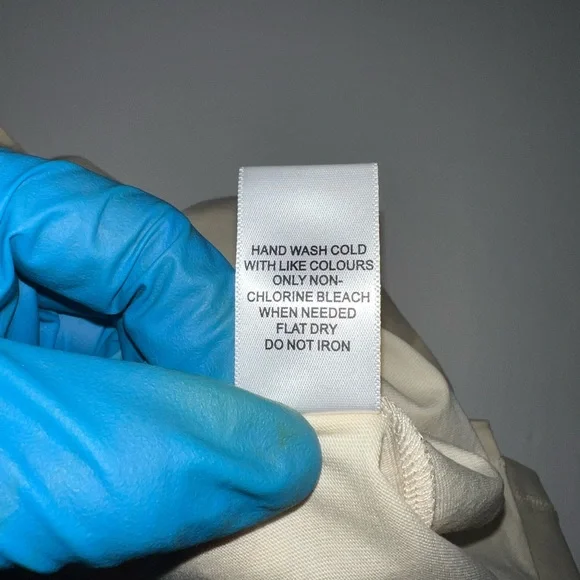 HAND WASH COLD
WITH LIKE COLOURS
ONLY NON-
CHLORINE BLEACH
WHEN NEEDED
FLAT DRY
DO NOT IRON